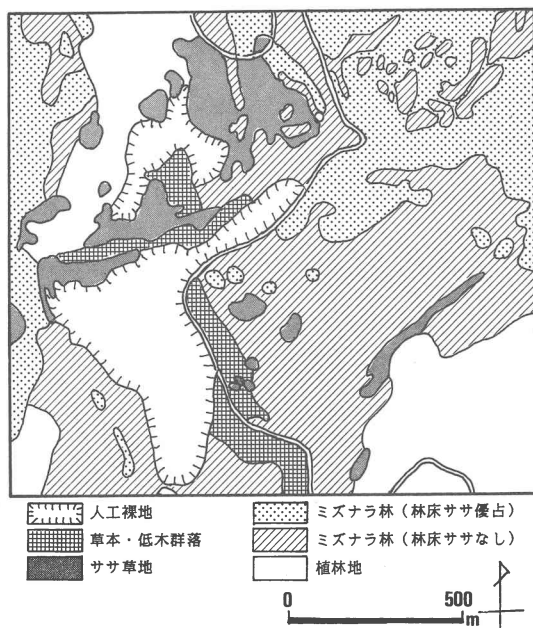 人工裸地
草本・低木群落
ササ草地
ミズナラ林（林床ササ優占）
ミズナラ林（林床ササなし）
植林地
0 500
m